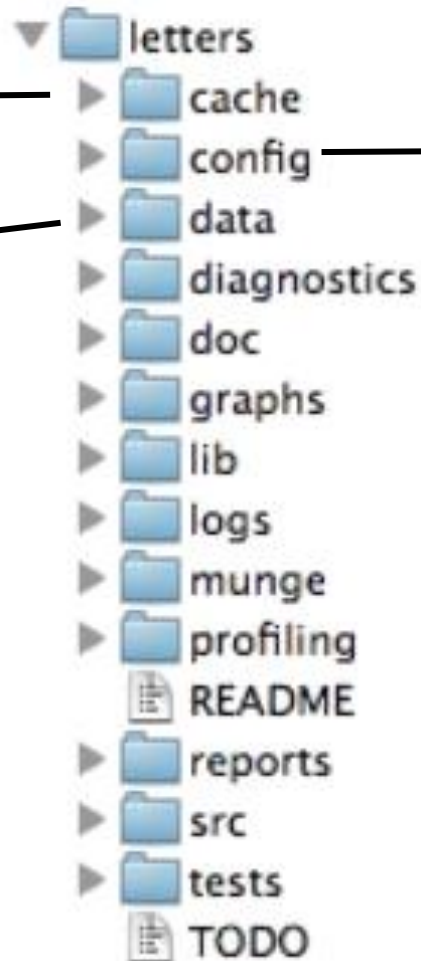 letters
cache
config
data
diagnostics
doc
graphs
lib
logs
munge
profiling
README
reports
src
tests
TODO